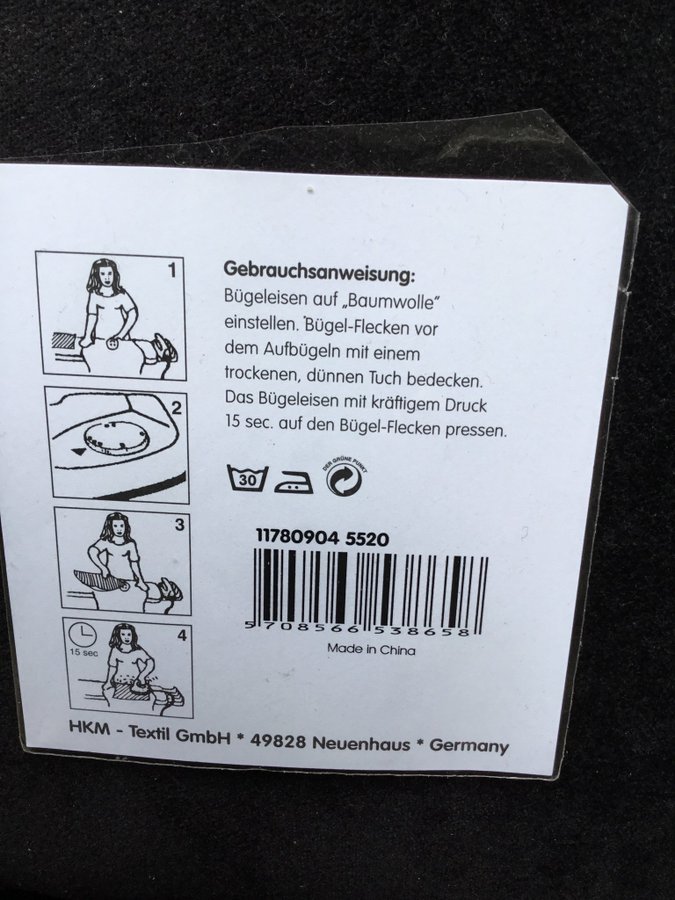 1
2
3
4
15 sec
Gebrauchsanweisung:
Bügeleisen auf „Baumwolle”
einstellen. Bügel-Flecken vor
dem Aufbügeln mit einem
trockenen, dünnen Tuch bedecken.
Das Bügeleisen mit kräftigem Druck
15 sec. auf den Bügel-Flecken pressen.
30
DER GRÜNE PUNKT
11780904 5520
5 708566 538658
Made in China
HKM - Textil GmbH * 49828 Neuenhaus * Germany